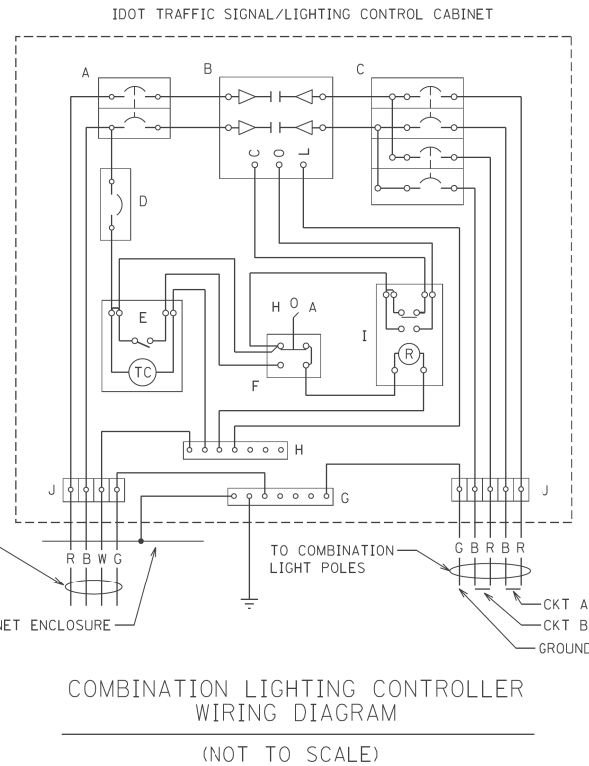 IDOT TRAFFIC SIGNAL/LIGHTING CONTROL CABINET
A
B
C
C O L
D
E
TC
H O A
F
I
R
H
J
G
J
R B W G
TO COMBINATION
LIGHT POLES
G B R B R
NET ENCLOSURE
CKT A
CKT B
GROUND
COMBINATION LIGHTING CONTROLLER
WIRING DIAGRAM
(NOT TO SCALE)